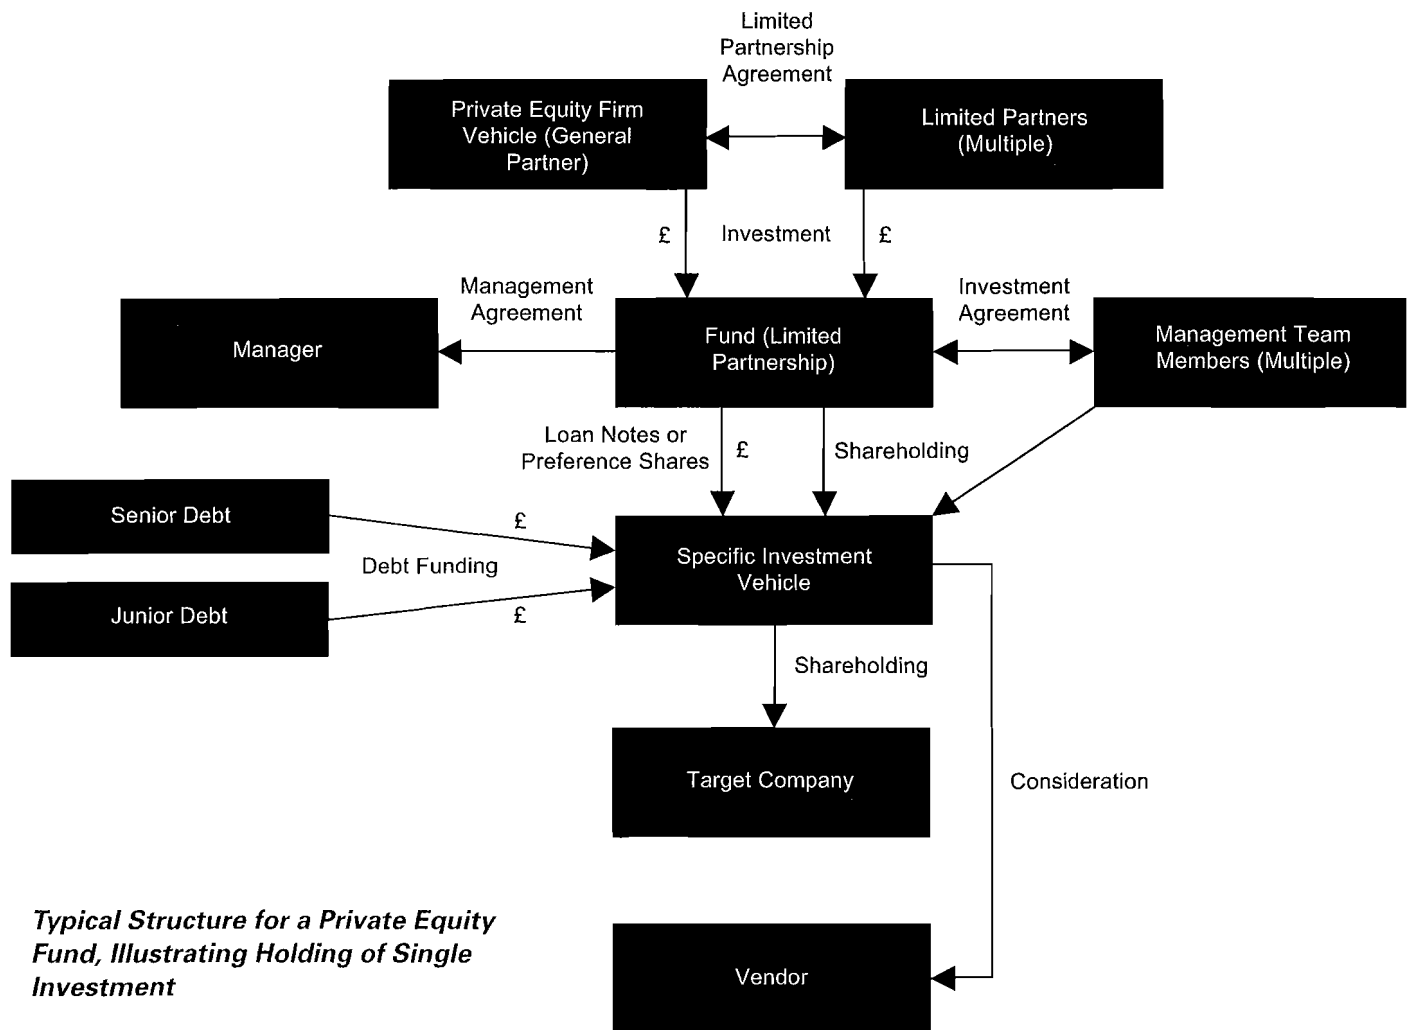 Limited
Partnership
Agreement
Private Equity Firm
Vehicle (General
Partner)
Limited Partners
(Multiple)
£
Investment
£
Management
Agreement
Investment
Agreement
Manager
Fund (Limited
Partnership)
Management Team
Members (Multiple)
Loan Notes or
Preference Shares
£
Shareholding
Senior Debt
£
Debt Funding
Specific Investment
Vehicle
Junior Debt
£
Shareholding
Target Company
Consideration
Typical Structure for a Private Equity
Fund, Illustrating Holding of Single
Investment
Vendor